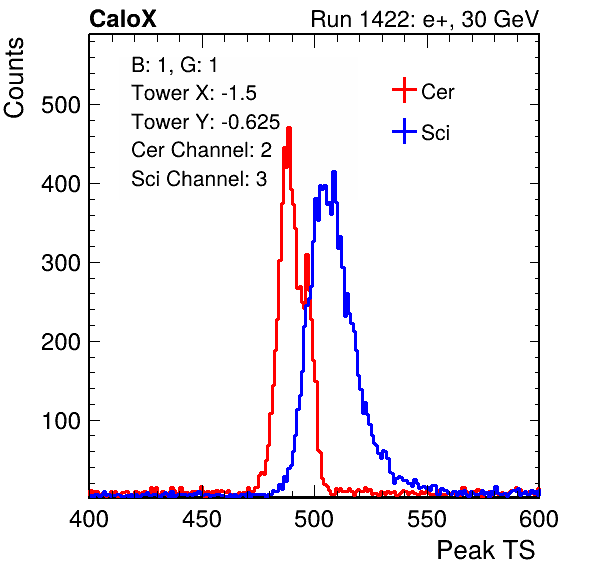 CaloX Run 1422: e+, 30 GeV
Counts
B: 1, G: 1
Tower X: -1.5
Tower Y: -0.625
Cer Channel: 2
Sci Channel: 3
Cer
Sci
500
400
300
200
100
400 450 500 550 600
Peak TS